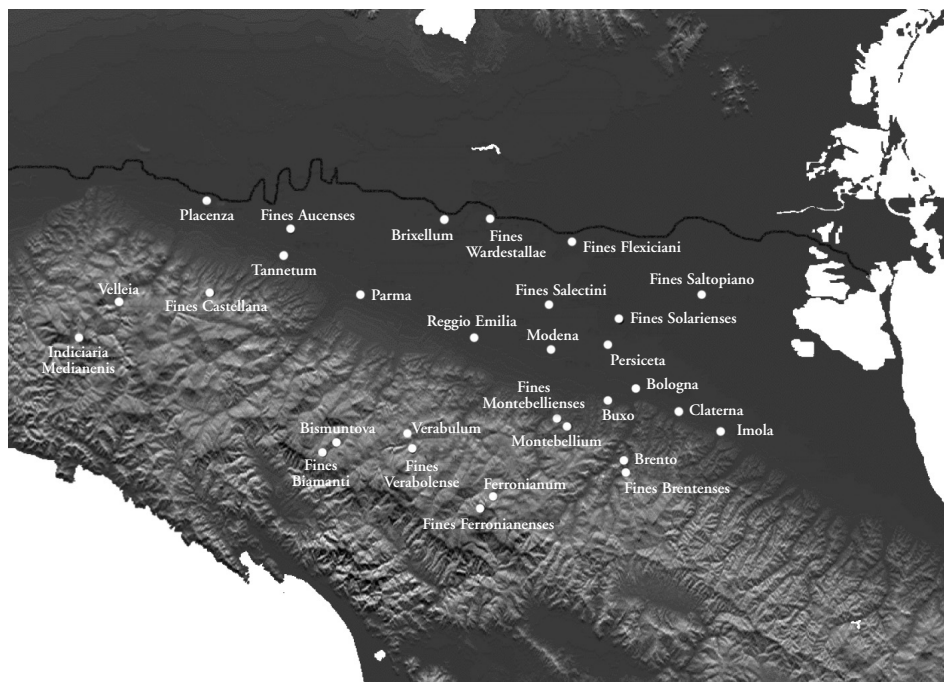 Placenza
Fines Aucenses
Brixellum
Fines
Wardestallae
Fines Flexiciani
Tannetum
Velleia
Fines Castellana
Parma
Fines Salectini
Fines Saltopiano
Fines Solarienses
Reggio Emilia
Modena
Indiciaria
Medianenis
Persiceta
Bologna
Fines
Montebellienses
Buxo
Claterna
Imola
Montebellium
Bismuntova
Verabulum
Fines
Biamanti
Fines
Verabolense
Brento
Fines Brentenses
Ferronianum
Fines Ferronianenses